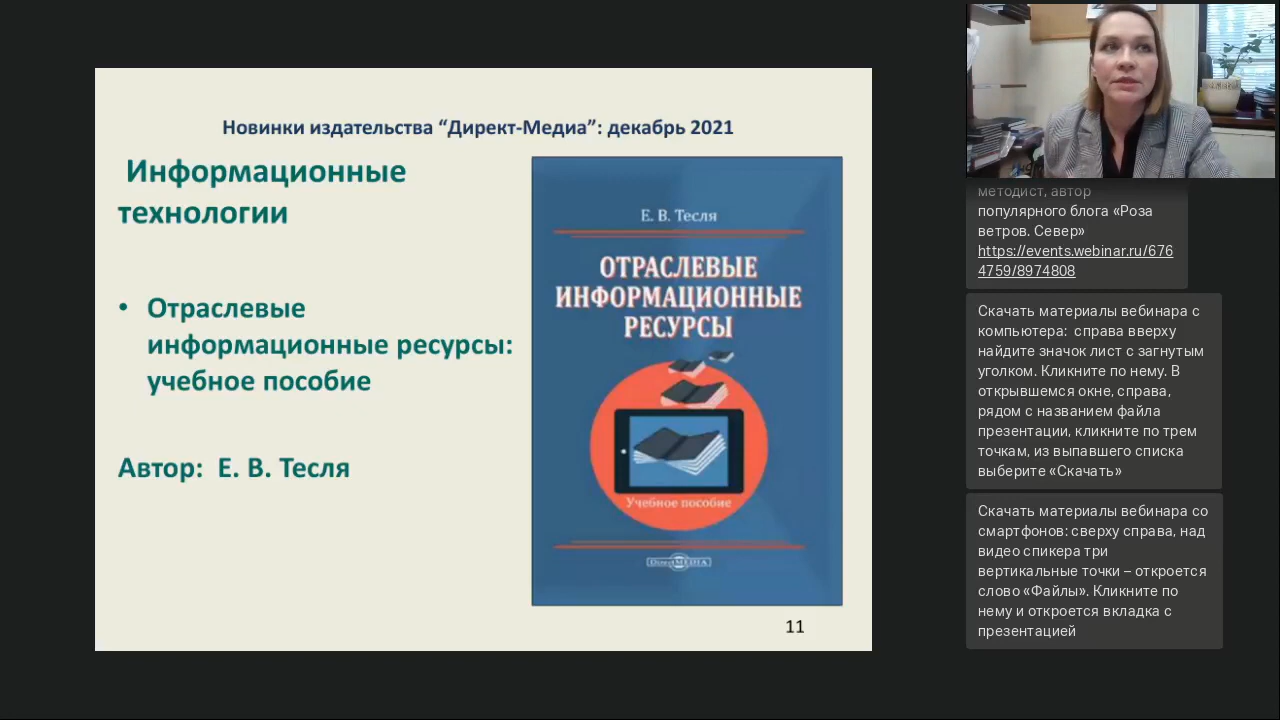 Новинки издательства “Директ-Медиа”: декабрь 2021
Информационные
технологии
• Отраслевые
информационные ресурсы:
учебное пособие
Автор: Е. В. Тесля
Е. В. Тесля
ОТРАСЛЕВЫЕ
ИНФОРМАЦИОННЫЕ
РЕСУРСЫ
Учебное пособие
DirectMEDIA
11
методист, автор
популярного блога «Роза
ветров. Север»
https://events.webinar.ru/676
4759/8974808
Скачать материалы вебинара с
компьютера: справа вверху
найдите значок лист с загнутым
уголком. Кликните по нему. В
открывшемся окне, справа,
рядом с названием файла
презентации, кликните по трем
точкам, из выпавшего списка
выберите «Скачать»
Скачать материалы вебинара со
смартфонов: сверху справа, над
видео спикера три
вертикальные точки – откроется
слово «Файлы». Кликните по
нему и откроется вкладка с
презентацией